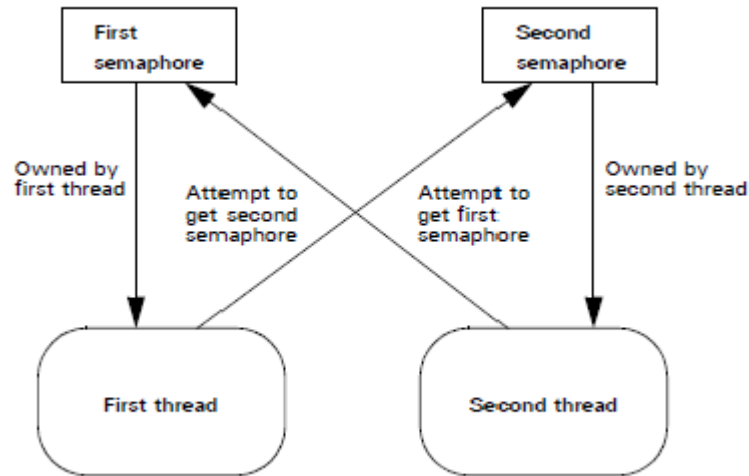 First
semaphore
Second
semaphore
Owned by
first thread
Attempt to
get second
semaphore
Attempt to
get first
semaphore
Owned by
second thread
First thread
Second thread